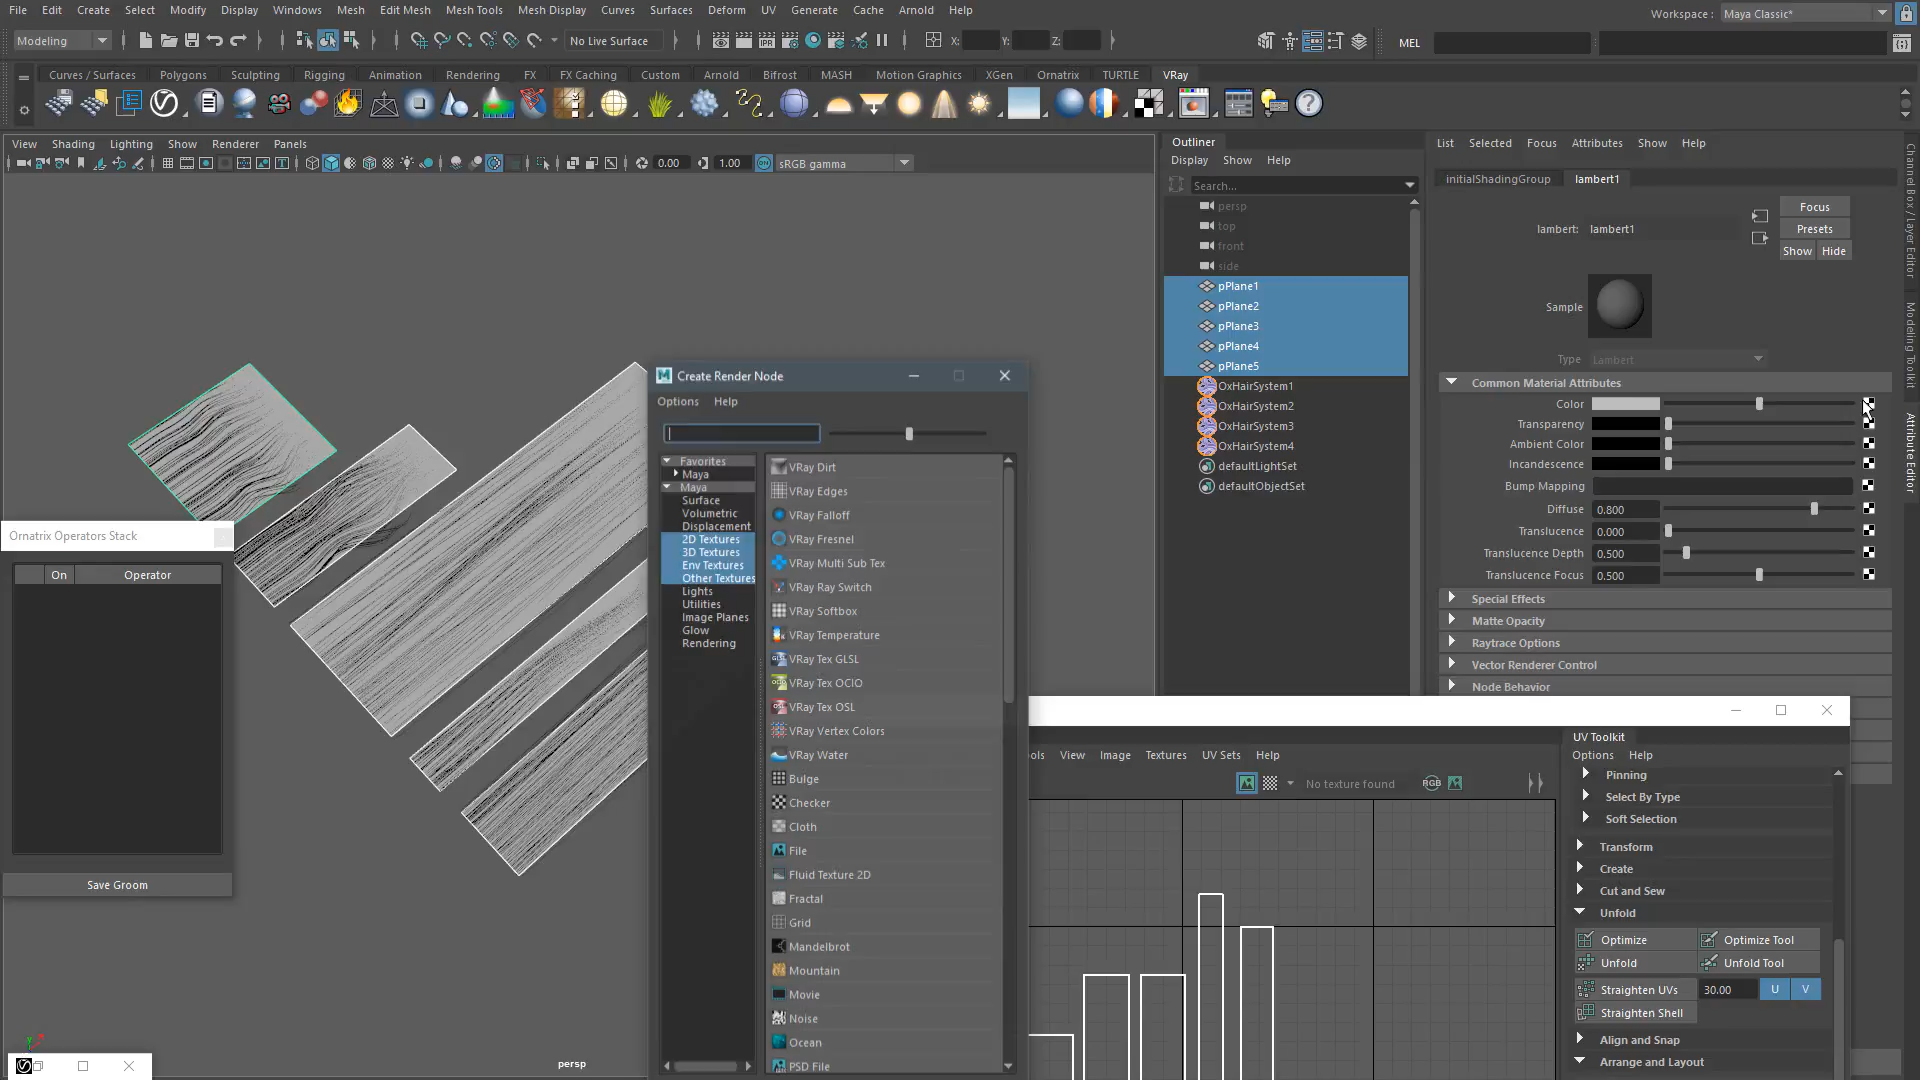 File Edit Create Select Modify Display Windows Mesh Edit Mesh Mesh Tools Mesh Display Curves Surfaces Deform UV Generate Cache Arnold Help
Workspace : Maya Classic*
Modeling No Live Surface X: Y: Z: MEL
Curves / Surfaces Polygons Sculpting Rigging Animation Rendering FX FX Caching Custom Arnold Bifrost MASH Motion Graphics XGen Ornatrix TURTLE VRay
View Shading Lighting Show Renderer Panels
0.00 1.00 ON sRGB gamma
Outliner
Display Show Help
Search...
persp
top
front
side
pPlane1
pPlane2
pPlane3
pPlane4
pPlane5
OxHairSystem1
OxHairSystem2
OxHairSystem3
OxHairSystem4
defaultLightSet
defaultObjectSet
List Selected Focus Attributes Show Help
initialShadingGroup lambert1
lambert: lambert1
Focus
Presets
Show Hide
Sample
Type Lambert
Common Material Attributes
Color
Transparency
Ambient Color
Incandescence
Bump Mapping
Diffuse 0.800
Translucence 0.000
Translucence Depth 0.500
Translucence Focus 0.500
Special Effects
Matte Opacity
Raytrace Options
Vector Renderer Control
Node Behavior
Channel Box / Layer Editor
Modeling Toolkit
Attribute Editor
Ornatrix Operators Stack
On Operator
Save Groom
persp
Create Render Node
Options Help
Favorites
Maya
Maya
Surface
Volumetric
Displacement
2D Textures
3D Textures
Env Textures
Other Textures
Lights
Utilities
Image Planes
Glow
Rendering
VRay Dirt
VRay Edges
VRay Falloff
VRay Fresnel
VRay Multi Sub Tex
VRay Ray Switch
VRay Softbox
VRay Temperature
VRay Tex GLSL
VRay Tex OCIO
VRay Tex OSL
VRay Vertex Colors
VRay Water
Bulge
Checker
Cloth
File
Fluid Texture 2D
Fractal
Grid
Mandelbrot
Mountain
Movie
Noise
Ocean
PSD File
ols View Image Textures UV Sets Help
No texture found RGB
UV Toolkit
Options Help
Pinning
Select By Type
Soft Selection
Transform
Create
Cut and Sew
Unfold
Optimize Optimize Tool
Unfold Unfold Tool
Straighten UVs 30.00 U V
Straighten Shell
Align and Snap
Arrange and Layout